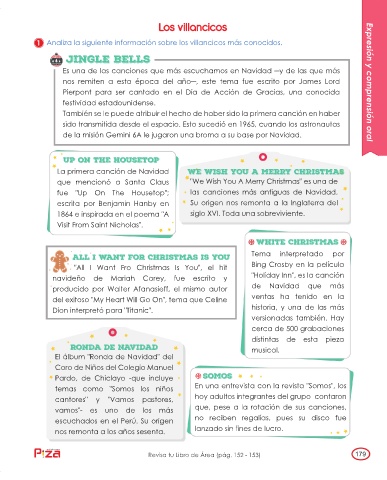 Los villancicos
1 Analiza la siguiente información sobre los villancicos más conocidos.
JINGLE BELLS
Es una de las canciones que más escuchamos en Navidad —y de las que más
nos remiten a esta época del año—, este tema fue escrito por James Lord
Pierpont para ser cantado en el Día de Acción de Gracias, una conocida
festividad estadounidense.
También se le puede atribuir el hecho de haber sido la primera canción en haber
sido transmitida desde el espacio. Esto sucedió en 1965, cuando los astronautas
de la misión Gemini 6A le jugaron una broma a su base por Navidad.
UP ON THE HOUSETOP
La primera canción de Navidad
que mencionó a Santa Claus
fue "Up On The Housetop";
escrita por Benjamin Hanby en
1864 e inspirada en el poema "A
Visit From Saint Nicholas".
WE WISH YOU A MERRY CHRISTMAS
"We Wish You A Merry Christmas" es una de
las canciones más antiguas de Navidad.
Su origen nos remonta a la Inglaterra del
siglo XVI. Toda una sobreviviente.
ALL I WANT FOR CHRISTMAS IS YOU
"All I Want Fro Christmas Is You", el hit
navideño de Mariah Carey, fue escrito y
producido por Walter Afanasieff, el mismo autor
del exitoso "My Heart Will Go On", tema que Celine
Dion interpretó para "Titanic".
WHITE CHRISTMAS
Tema interpretado por
Bing Crosby en la película
"Holiday Inn", es la canción
de Navidad que más
ventas ha tenido en la
historia, y una de las más
versionadas también. Hay
cerca de 500 grabaciones
distintas de esta pieza
musical.
RONDA DE NAVIDAD
El álbum "Ronda de Navidad" del
Coro de Niños del Colegio Manuel
Pardo, de Chiclayo -que incluye
temas como "Somos los niños
cantores" y "Vamos pastores,
vamos"- es uno de los más
escuchados en el Perú. Su origen
nos remonta a los años sesenta.
SOMOS
En una entrevista con la revista "Somos", los
hoy adultos integrantes del grupo contaron
que, pese a la rotación de sus canciones,
no reciben regalías, pues su disco fue
lanzado sin fines de lucro.
Expresión y comprensión oral
Pizza
Revisa tu Libro de Área (pág. 152 - 153)
179